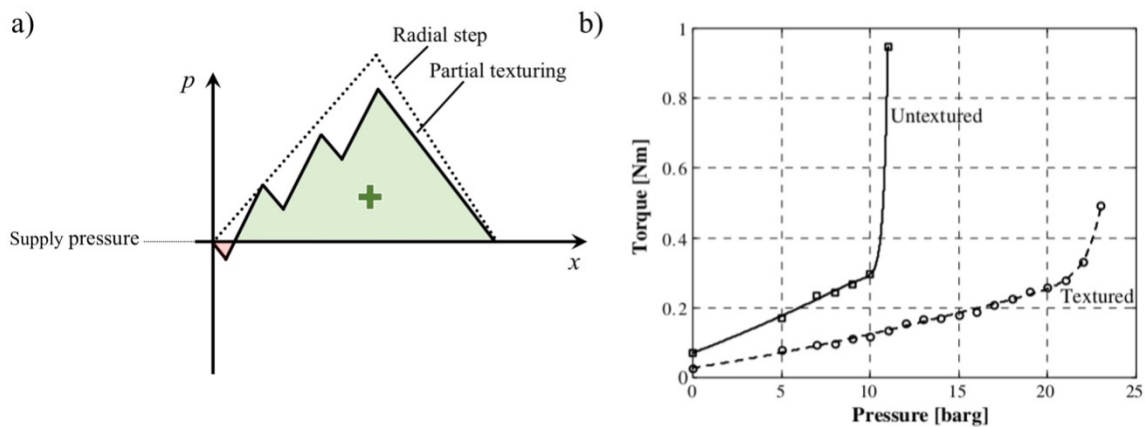 a)
p
Radial step
Partial texturing
Supply pressure
x
b)
Torque [Nm]
1
0.8
0.6
0.4
0.2
0
Untextured
Textured
0 5 10 15 20 25
Pressure [barg]